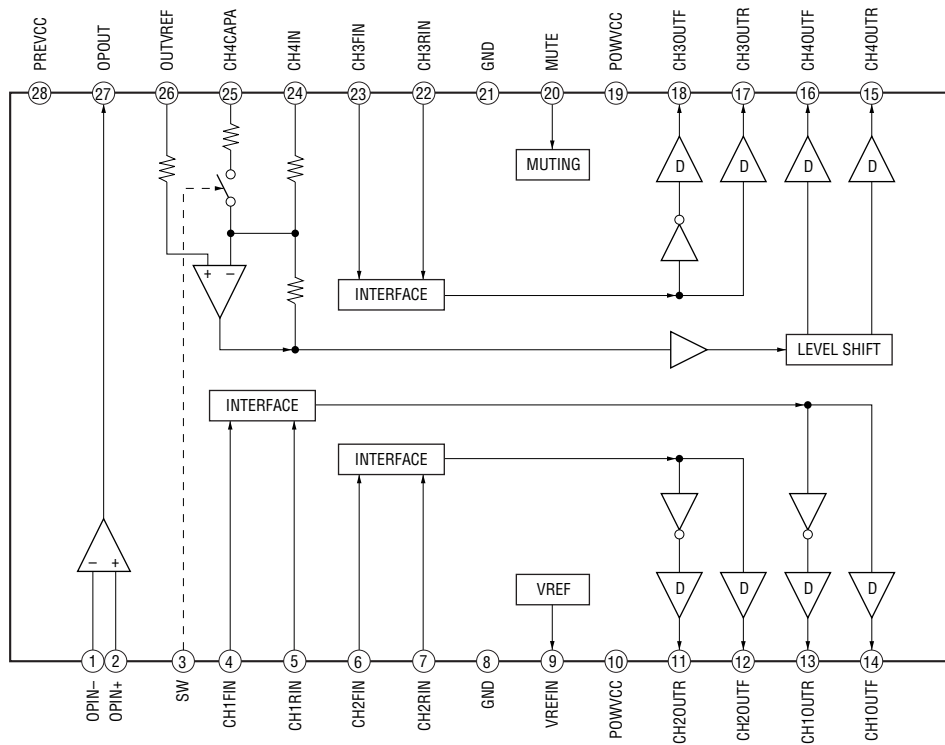 PREVCC
OPOUT
OUTVREF
CH4CAPA
CH4IN
CH3FIN
CH3RIN
GND
MUTE
POWVCC
CH3OUTF
CH3OUTR
CH4OUTF
CH4OUTR
28
27
26
25
24
23
22
21
20
19
18
17
16
15
MUTING
D
D
D
D
+
−
INTERFACE
LEVEL SHIFT
INTERFACE
INTERFACE
−
+
VREF
D
D
D
D
1
2
3
4
5
6
7
8
9
10
11
12
13
14
OPIN−
OPIN+
SW
CH1FIN
CH1RIN
CH2FIN
CH2RIN
GND
VREFIN
POWVCC
CH2OUTR
CH2OUTF
CH1OUTR
CH1OUTF